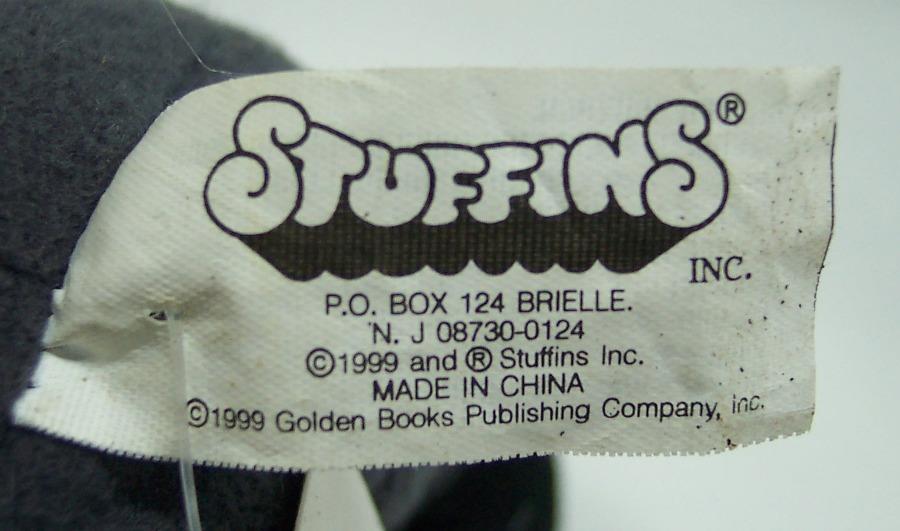 STUFFINS®
INC.
P.O. BOX 124 BRIELLE.
N. J 08730-0124
©1999 and ® Stuffins Inc.
MADE IN CHINA
©1999 Golden Books Publishing Company, Inc.